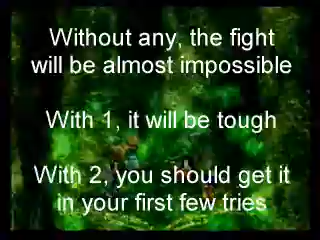 Without any, the fight
will be almost impossible
With 1, it will be tough
With 2, you should get it
in your first few tries